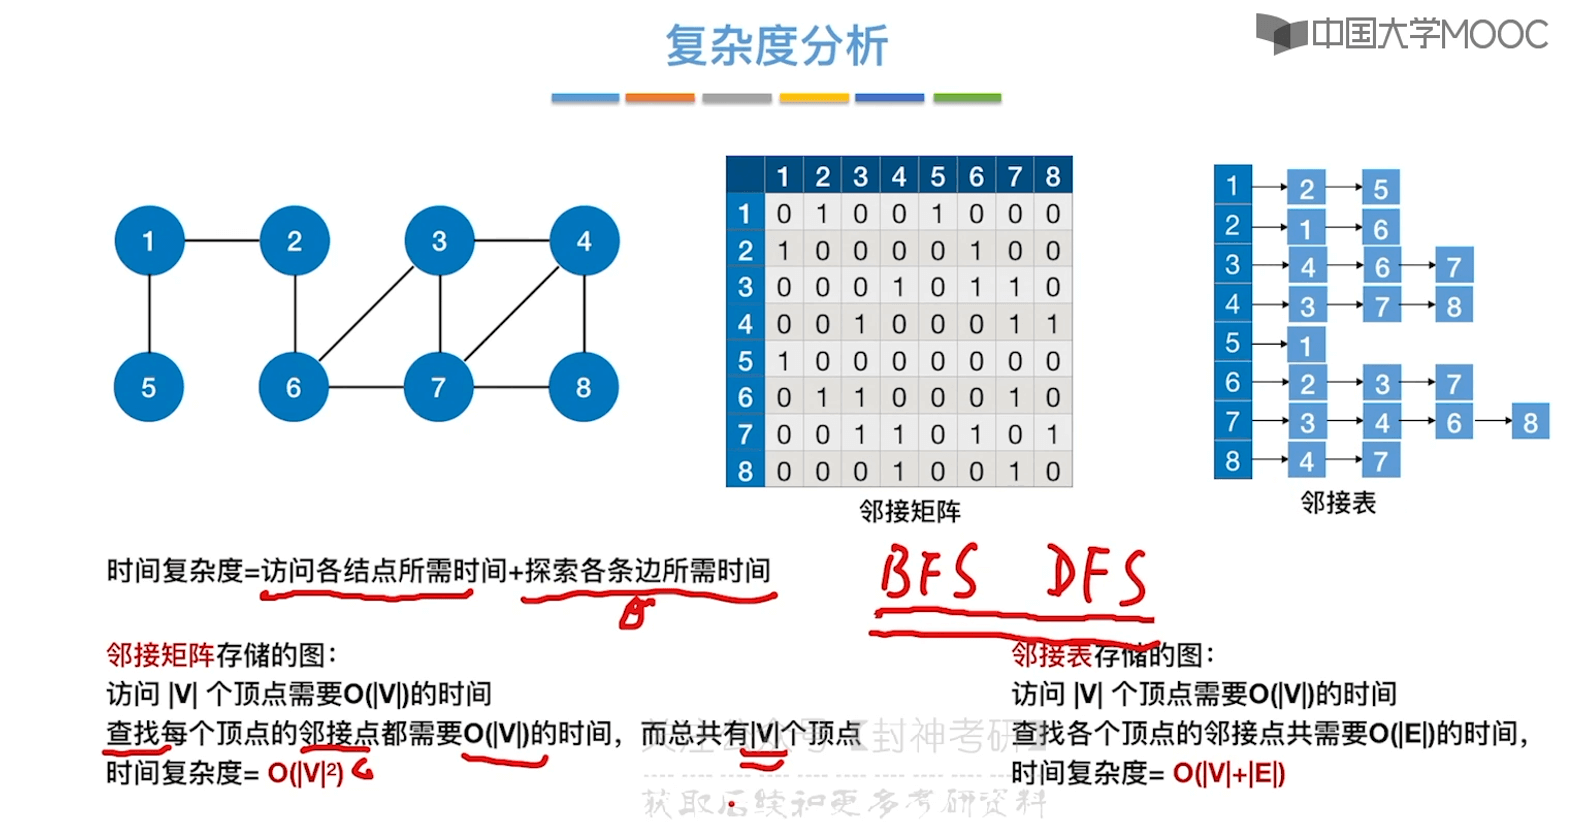 复杂度分析
中国大学MOOC
1 2 3 4
5 6 7 8
1 2 3 4 5 6 7 8
1 0 1 0 0 1 0 0 0
2 1 0 0 0 0 1 0 0
3 0 0 0 1 0 1 1 0
4 0 0 1 0 0 0 1 1
5 1 0 0 0 0 0 0 0
6 0 1 1 0 0 0 1 0
7 0 0 1 1 0 1 0 1
8 0 0 0 1 0 0 1 0
邻接矩阵
1 2 5
2 1 6
3 4 6 7
4 3 7 8
5 1
6 2 3 7
7 3 4 6 8
8 4 7
邻接表
时间复杂度=访问各结点所需时间+探索各条边所需时间
BFS DFS
邻接矩阵存储的图：
访问 |V| 个顶点需要O(|V|)的时间
查找每个顶点的邻接点都需要O(|V|)的时间，而总共有|V|个顶点
时间复杂度= O(|V|²)
邻接表存储的图：
访问 |V| 个顶点需要O(|V|)的时间
查找各个顶点的邻接点共需要O(|E|)的时间，
时间复杂度= O(|V|+|E|)
关注公众号【封神考研】
获取后续和更多考研资料